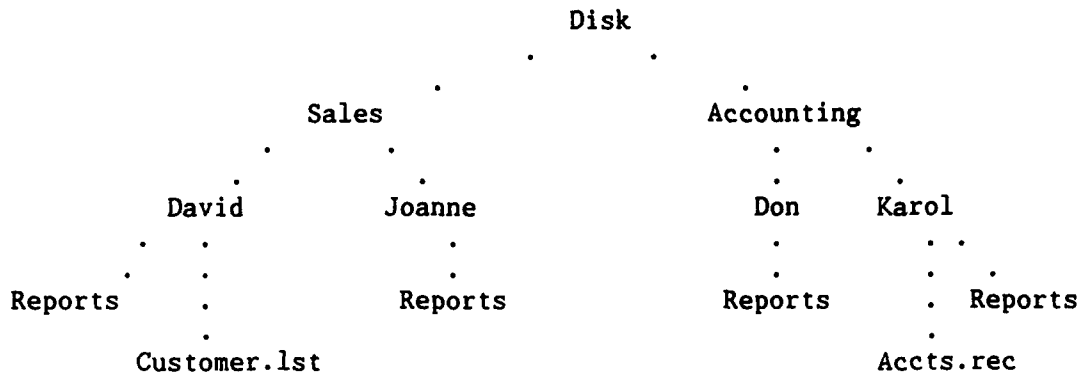 Disk
Sales Accounting
David Joanne Don Karol
Reports Reports Reports Reports
Customer.lst Accts.rec